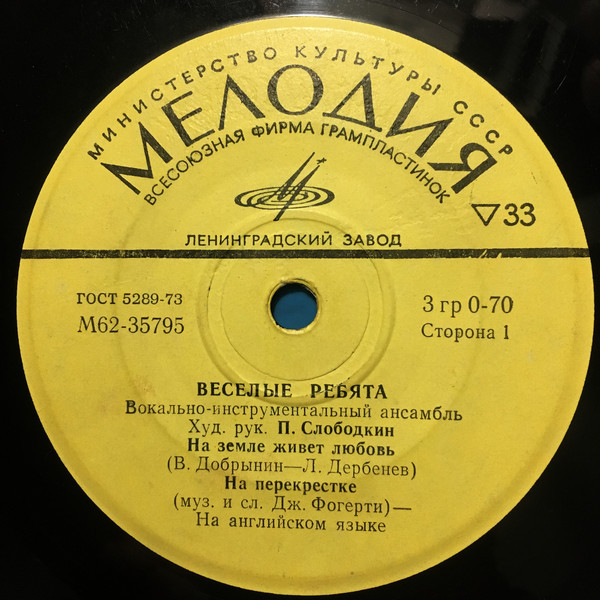 МИНИСТЕРСТВО КУЛЬТУРЫ СССР
МЕЛОДИЯ
ВСЕСОЮЗНАЯ ФИРМА ГРАМПЛАСТИНОК
▽33
ЛЕНИНГРАДСКИЙ ЗАВОД
ГОСТ 5289-73
М62-35795
3 гр 0-70
Сторона 1
ВЕСЕЛЫЕ РЕБЯТА
Вокально-инструментальный ансамбль
Худ. рук. П. Слободкин
На земле живет любовь
(В. Добрынин—Л. Дербенев)
На перекрестке
(муз. и сл. Дж. Фогерти)—
На английском языке